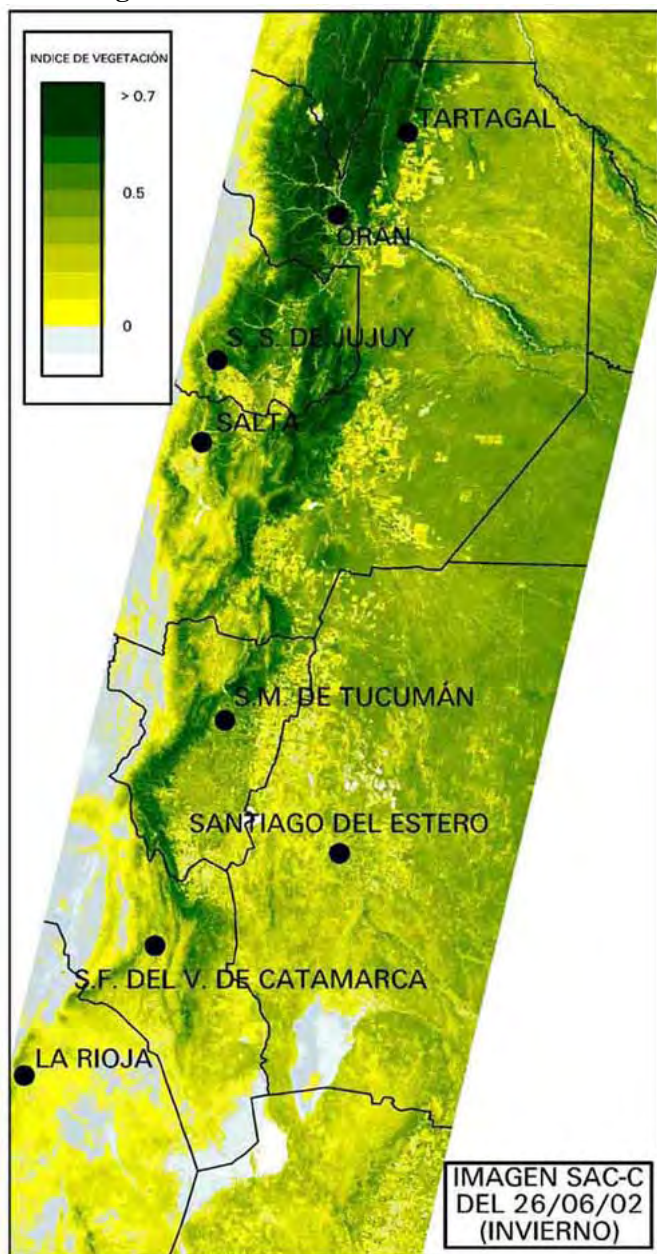 INDICE DE VEGETACIÓN
> 0.7
0.5
0
TARTAGAL
ORÁN
S. S. DE JUJUY
SALTA
S.M. DE TUCUMÁN
SANTIAGO DEL ESTERO
S.F. DEL V. DE CATAMARCA
LA RIOJA
IMAGEN SAC-C
DEL 26/06/02
(INVIERNO)